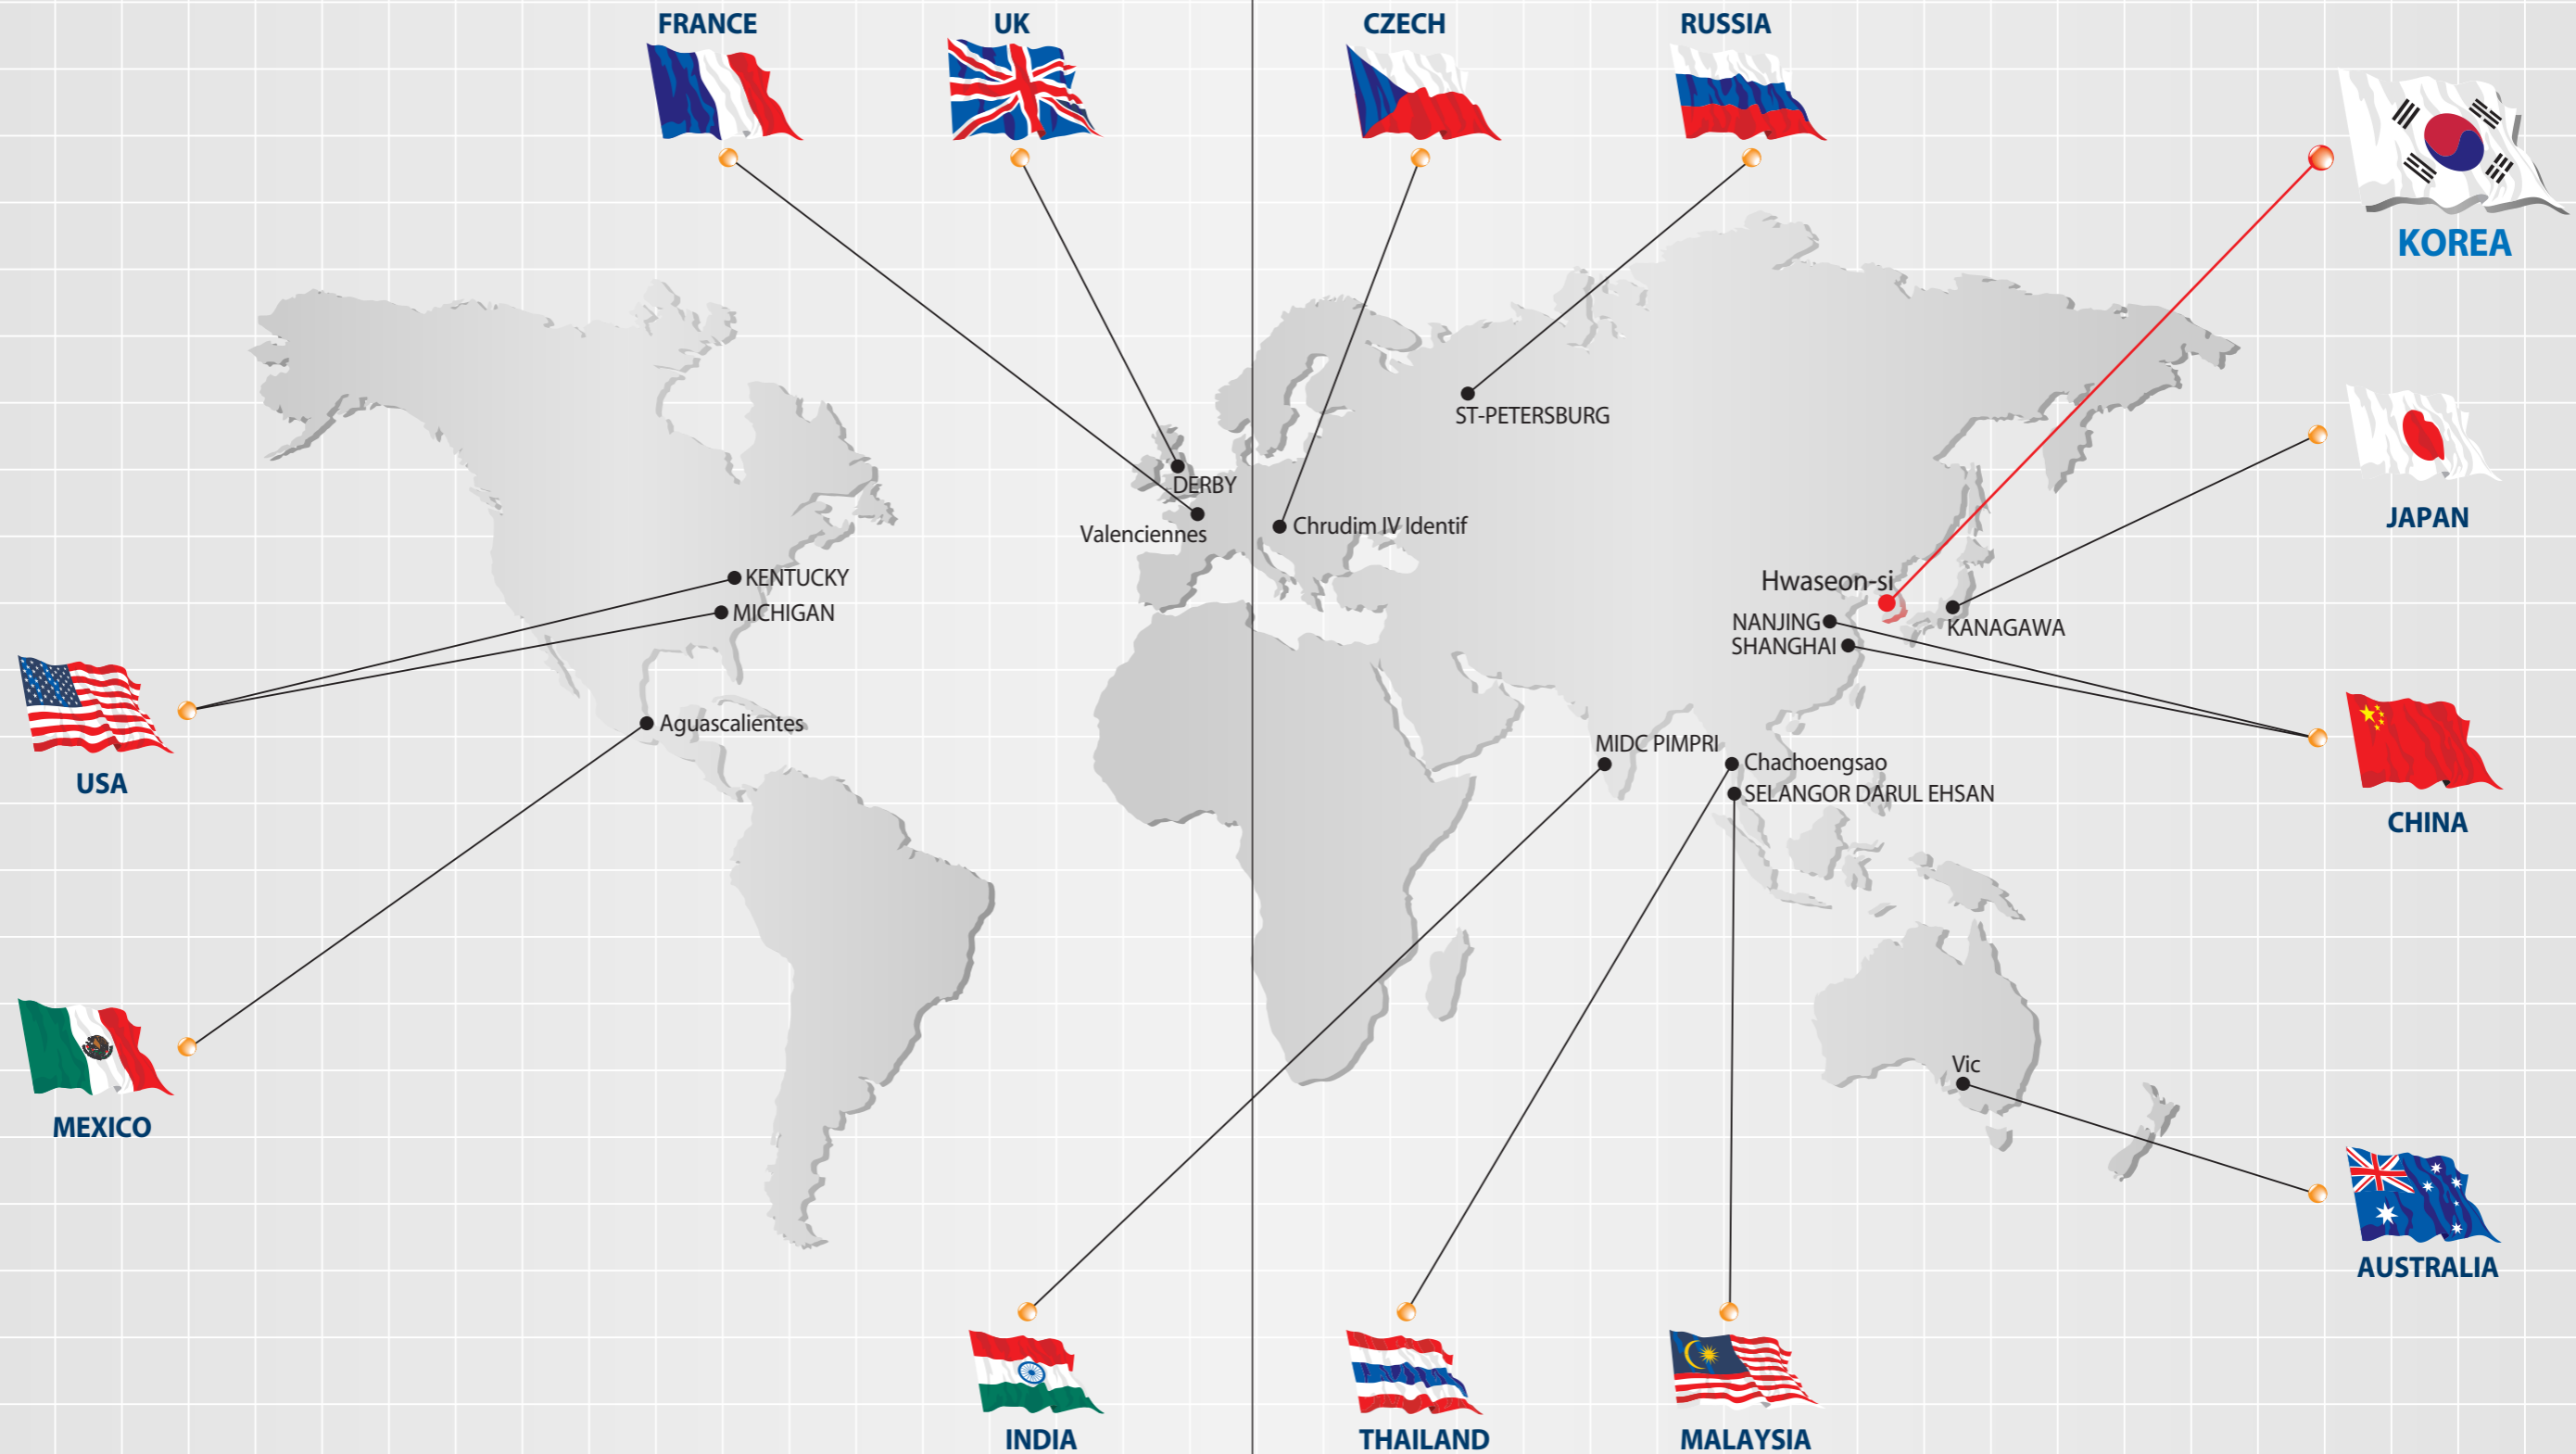 FRANCE
UK
CZECH
RUSSIA
KOREA
ST-PETERSBURG
DERBY
Valenciennes
Chrudim IV Identif
JAPAN
KENTUCKY
MICHIGAN
Hwaseon-si
NANJING
KANAGAWA
SHANGHAI
Aguascalientes
USA
MIDC PIMPRI
Chachoengsao
SELANGOR DARUL EHSAN
CHINA
Vic
MEXICO
AUSTRALIA
INDIA
THAILAND
MALAYSIA